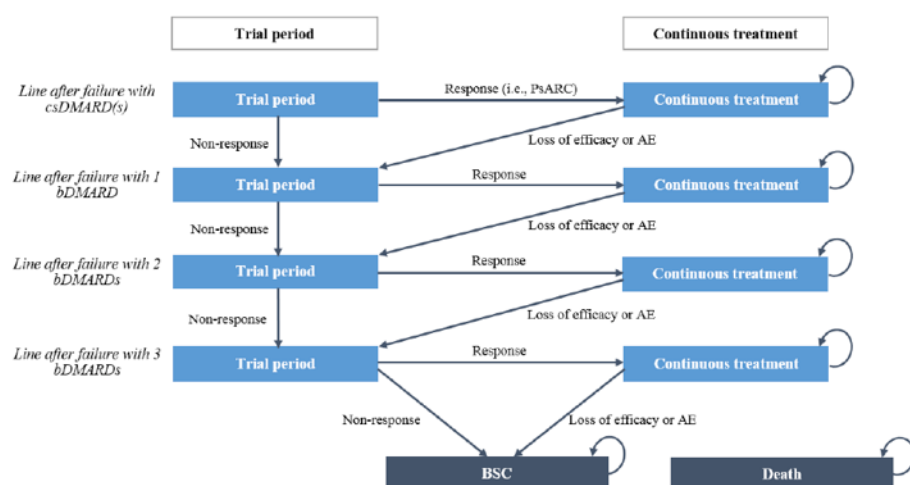 Trial period
Continuous treatment
Line after failure with
csDMARD(s)
Trial period
Response (i.e., PsARC)
Continuous treatment
Non-response
Loss of efficacy or AE
Line after failure with 1
bDMARD
Trial period
Response
Continuous treatment
Non-response
Loss of efficacy or AE
Line after failure with 2
bDMARDs
Trial period
Response
Continuous treatment
Non-response
Loss of efficacy or AE
Line after failure with 3
bDMARDs
Trial period
Response
Continuous treatment
Non-response
Loss of efficacy or AE
BSC
Death